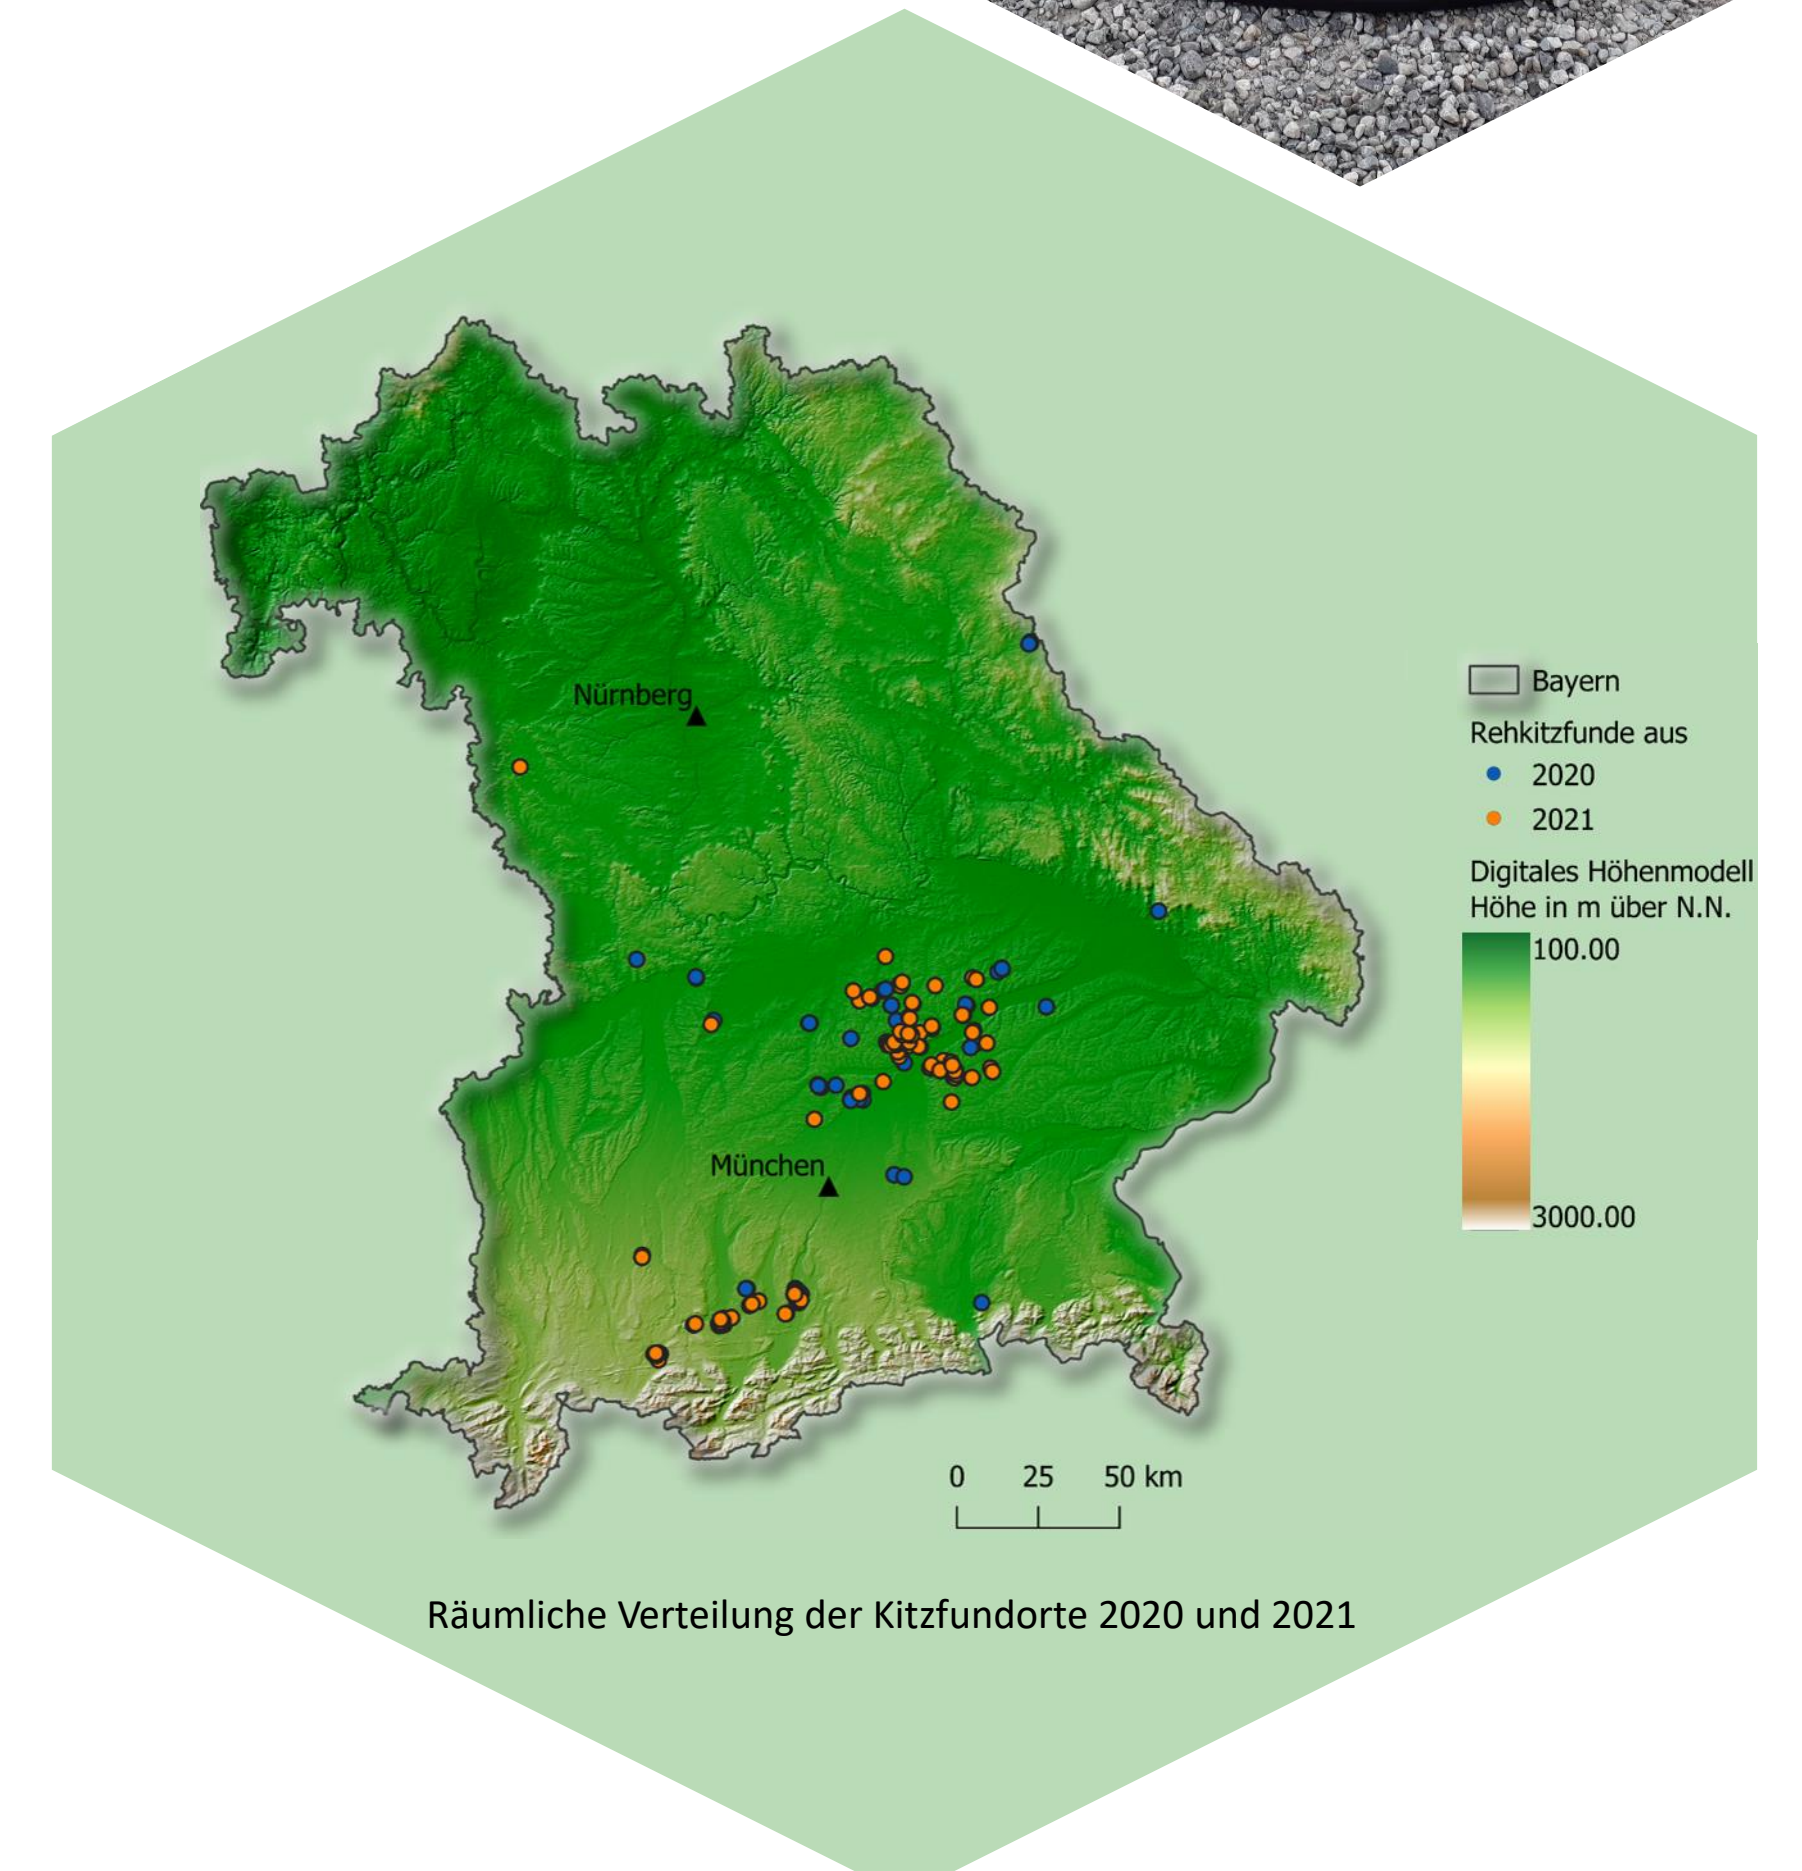 Nürnberg
München
Bayern
Rehkitzfunde aus
2020
2021
Digitales Höhenmodell
Höhe in m über N.N.
100.00
3000.00
0 25 50 km
Räumliche Verteilung der Kitzfundorte 2020 und 2021